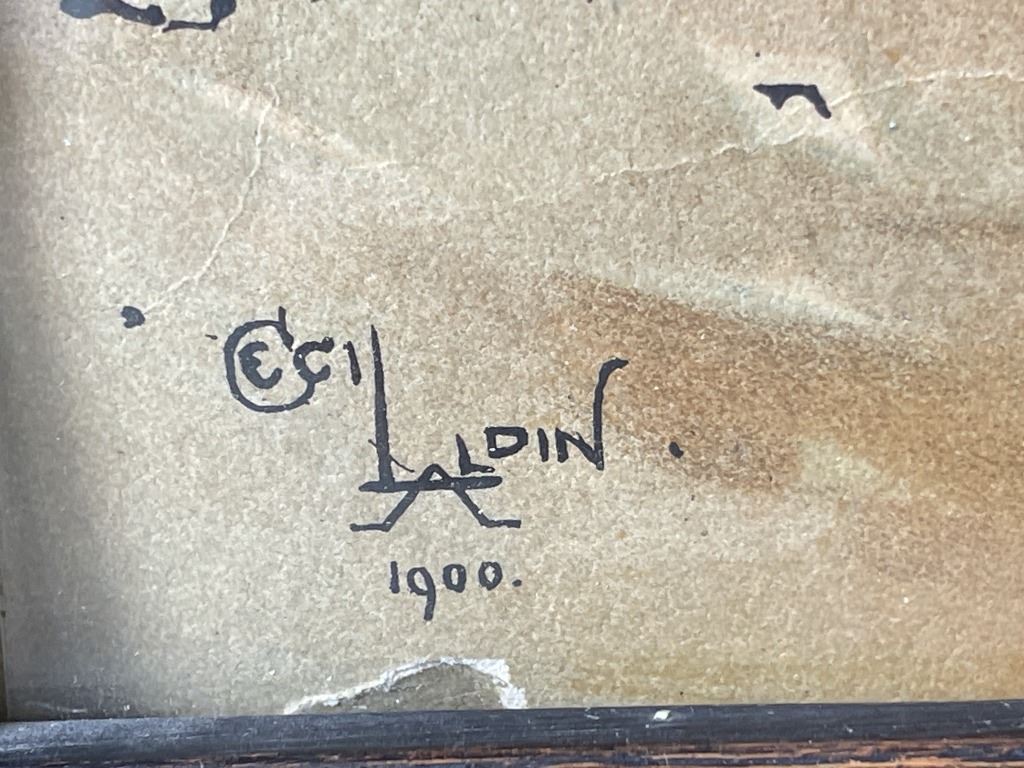 CECIL
ALDIN.
1900.